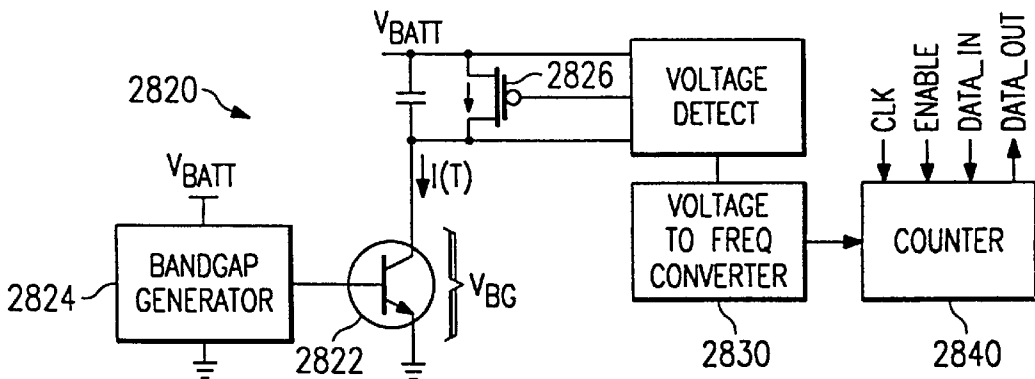 2820
V_BATT
2826
VOLTAGE
DETECT
CLK
ENABLE
DATA_IN
DATA_OUT
V_BATT
I(T)
BANDGAP
GENERATOR
2824
2822
V_BG
VOLTAGE
TO FREQ
CONVERTER
2830
COUNTER
2840